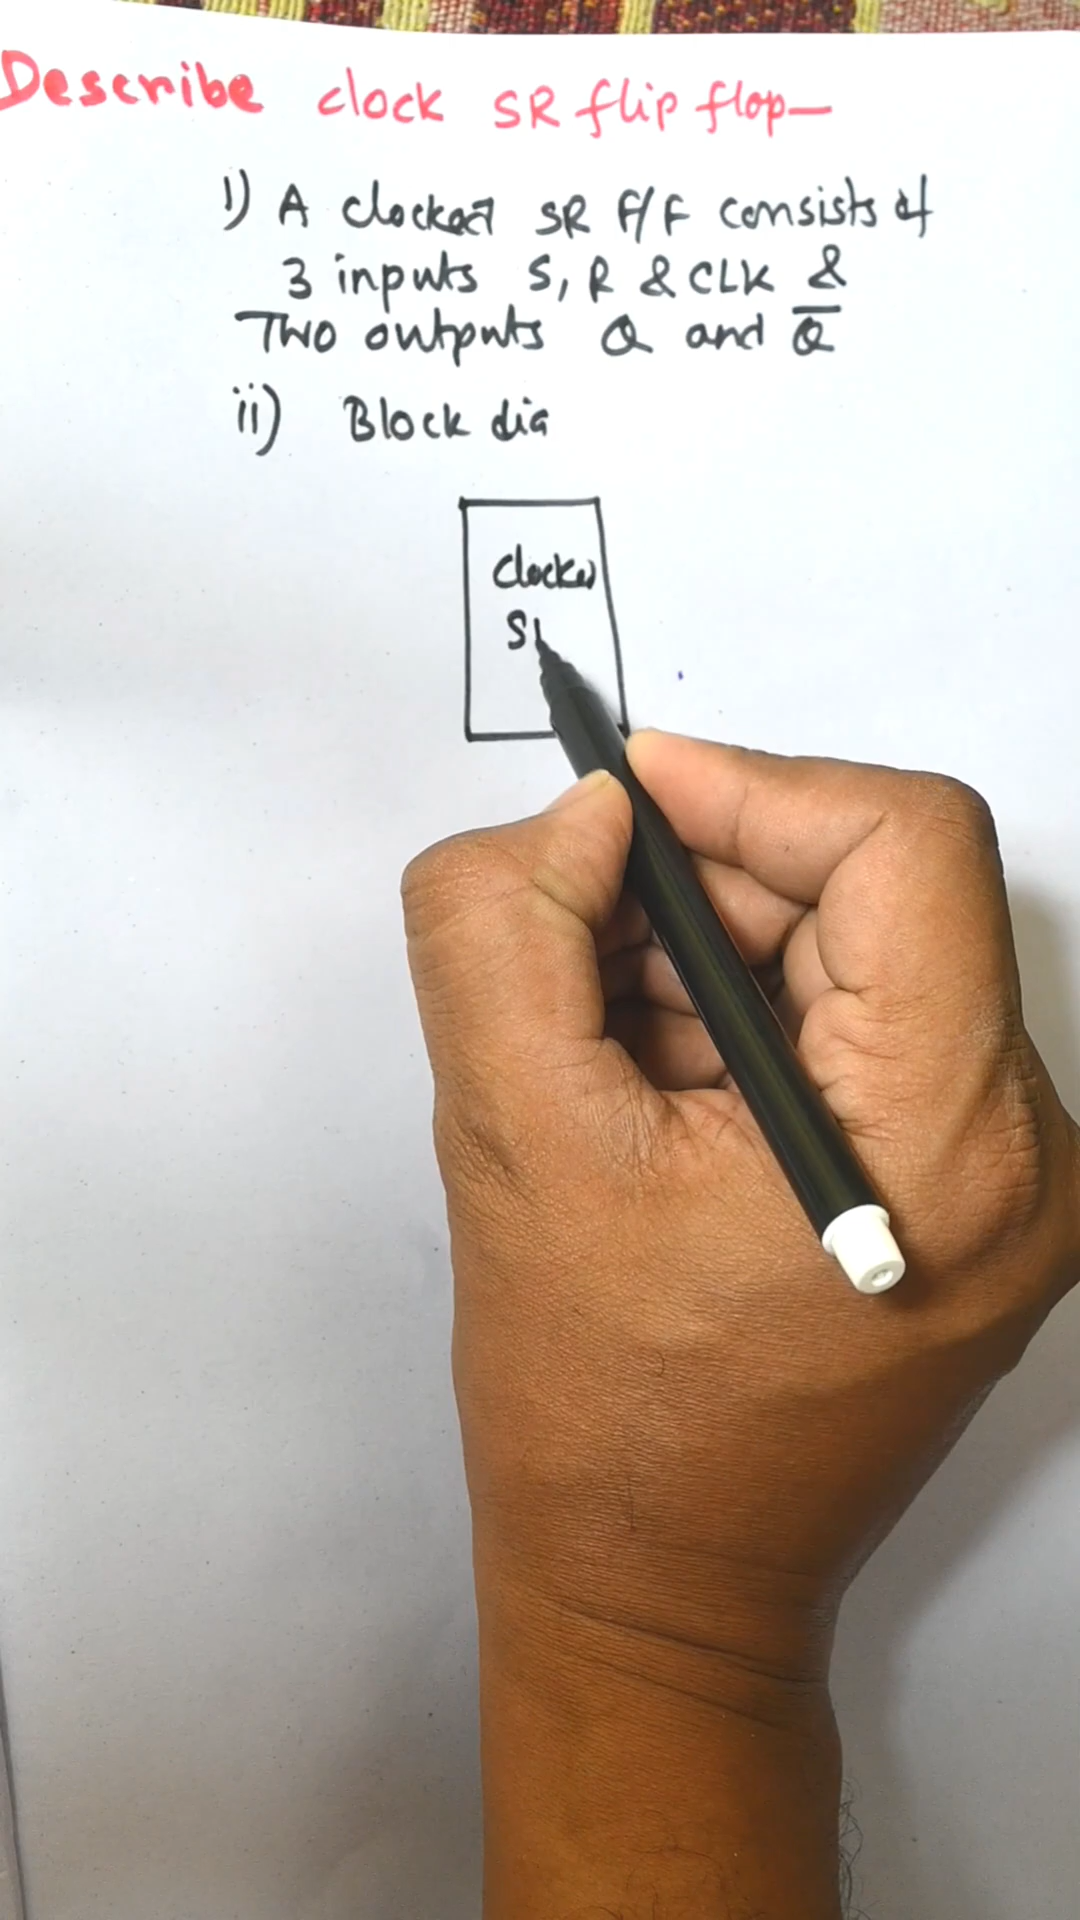 Describe clock SR flip flop—
i) A clocked SR F/F consists of
3 inputs S, R & CLK &
Two outputs Q and Q̅
ii) Block dia
Clocked
S